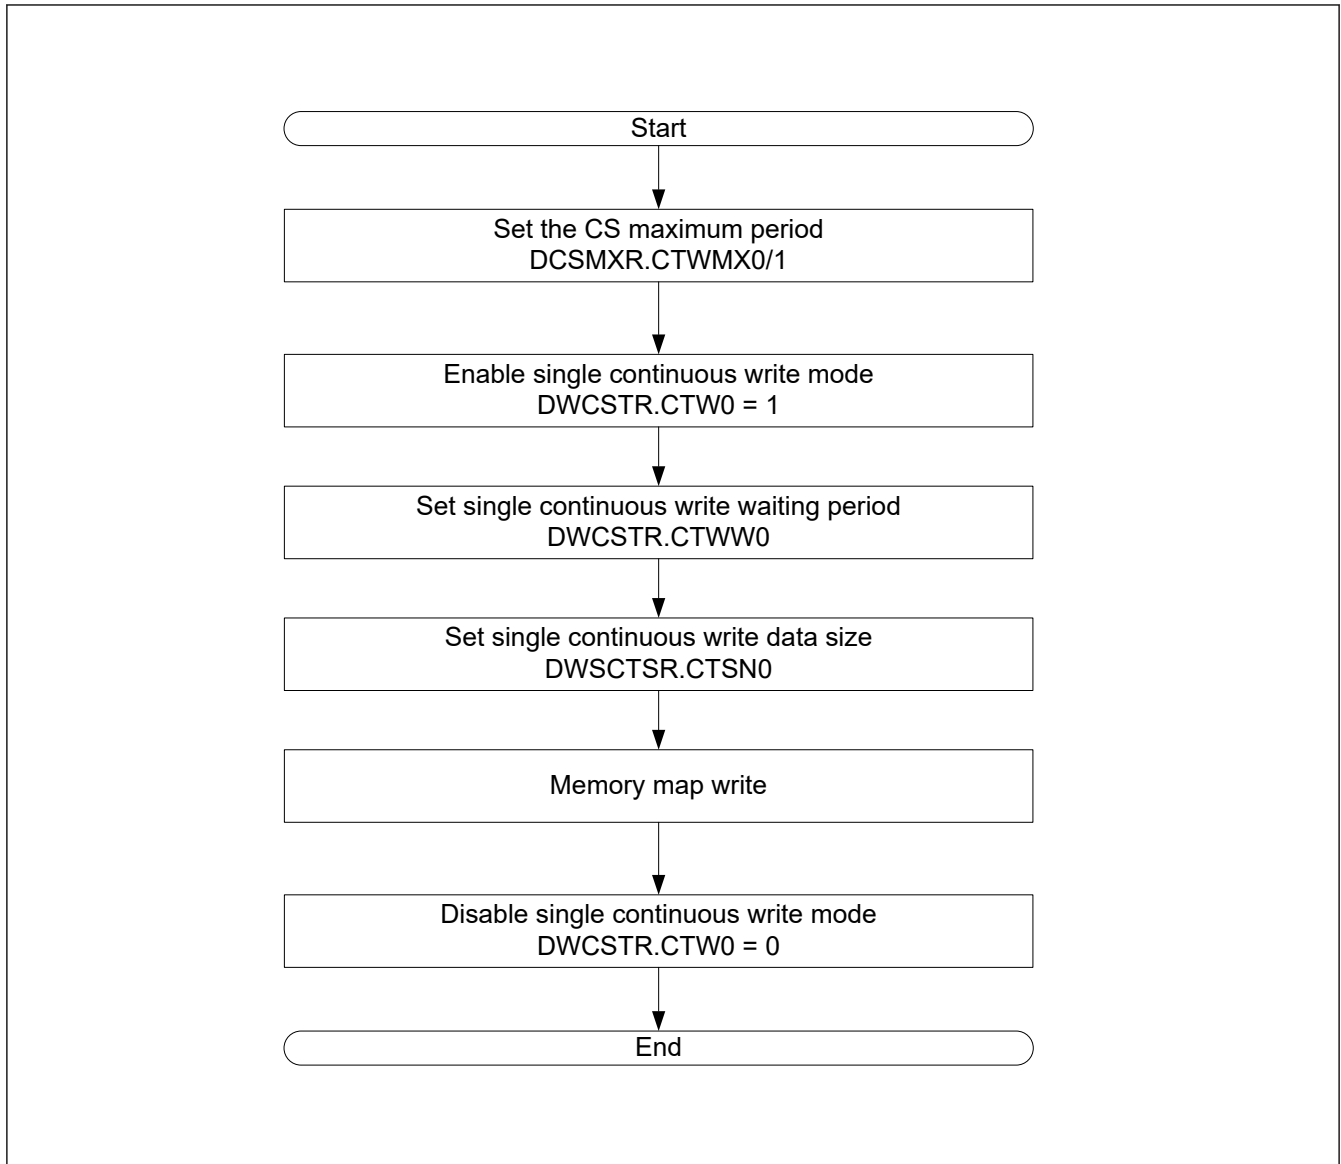 Start
Set the CS maximum period
DCSMXR.CTWMX0/1
Enable single continuous write mode
DWCSTR.CTW0 = 1
Set single continuous write waiting period
DWCSTR.CTWW0
Set single continuous write data size
DWSCTSR.CTSN0
Memory map write
Disable single continuous write mode
DWCSTR.CTW0 = 0
End